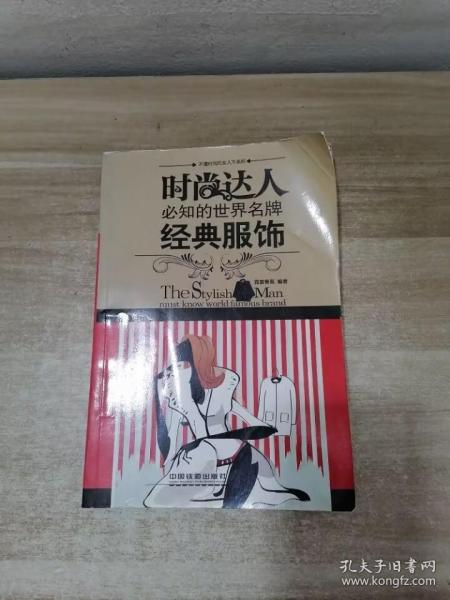 时尚达人
必知的世界名牌
经典服饰
编著
The Stylish Man
must know world famous brand
中国铁道出版社
孔夫子旧书网
www.kongfz.com